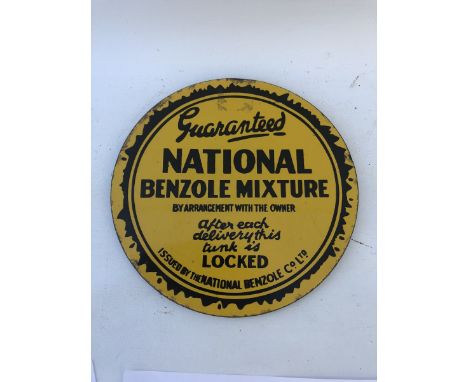 Guaranteed
NATIONAL
BENZOLE MIXTURE
BY ARRANGEMENT WITH THE OWNER
After each
delivery this
tank is
LOCKED
ISSUED BY THE NATIONAL BENZOLE CO LTD